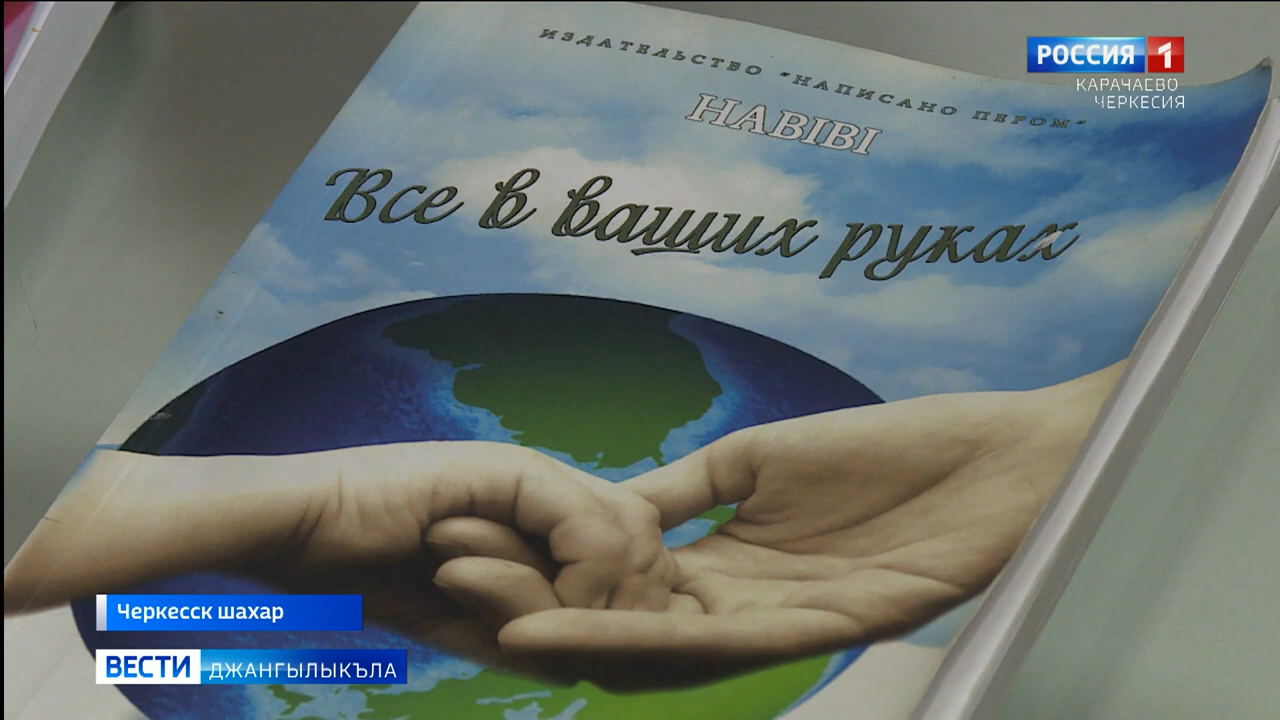 ИЗДАТЕЛЬСТВО "НАПИСАНО ПЕРОМ"
HABIBI
Все в ваших руках
РОССИЯ 1
КАРАЧАЕВО
ЧЕРКЕСИЯ
Черкесск шахар
ВЕСТИ ДЖАНГЫЛЫКЪЛА